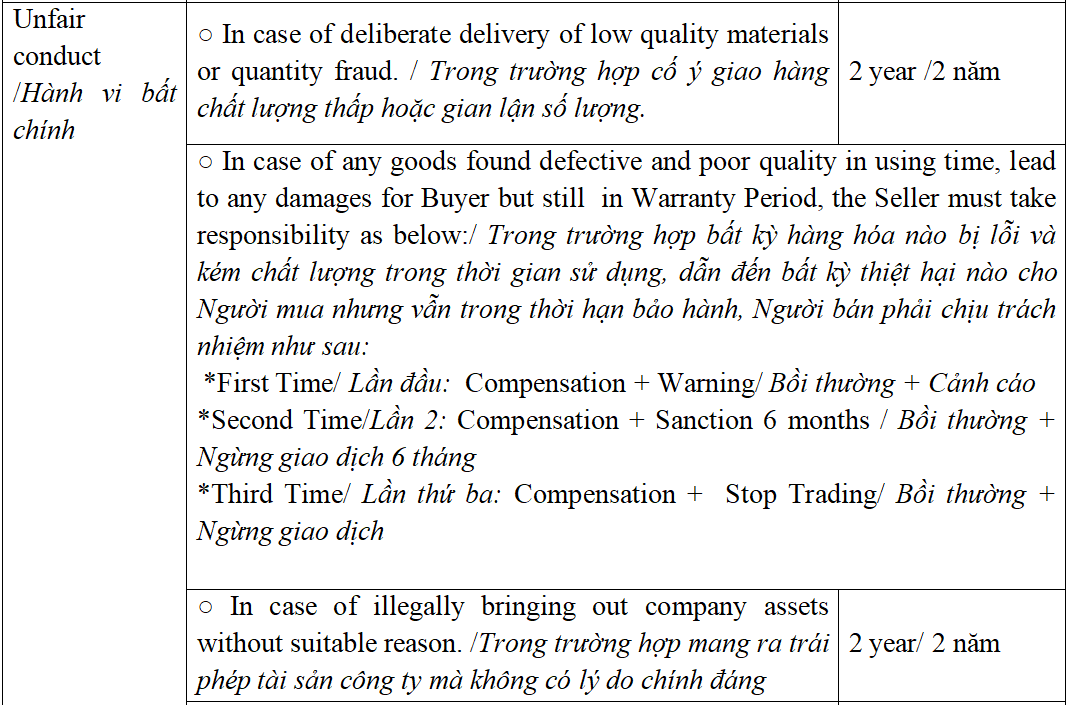 Unfair
conduct
/Hành vi bất
chính
○ In case of deliberate delivery of low quality materials
or quantity fraud. / Trong trường hợp cố ý giao hàng
chất lượng thấp hoặc gian lận số lượng.
2 year /2 năm
○ In case of any goods found defective and poor quality in using time, lead
to any damages for Buyer but still  in Warranty Period, the Seller must take
responsibility as below:/ Trong trường hợp bất kỳ hàng hóa nào bị lỗi và
kém chất lượng trong thời gian sử dụng, dẫn đến bất kỳ thiệt hại nào cho
Người mua nhưng vẫn trong thời hạn bảo hành, Người bán phải chịu trách
nhiệm như sau:
*First Time/ Lần đầu:  Compensation + Warning/ Bồi thường + Cảnh cáo
*Second Time/Lần 2: Compensation + Sanction 6 months / Bồi thường +
Ngừng giao dịch 6 tháng
*Third Time/ Lần thứ ba: Compensation +  Stop Trading/ Bồi thường +
Ngừng giao dịch
○ In case of illegally bringing out company assets
without suitable reason. /Trong trường hợp mang ra trái
phép tài sản công ty mà không có lý do chính đáng
2 year/ 2 năm